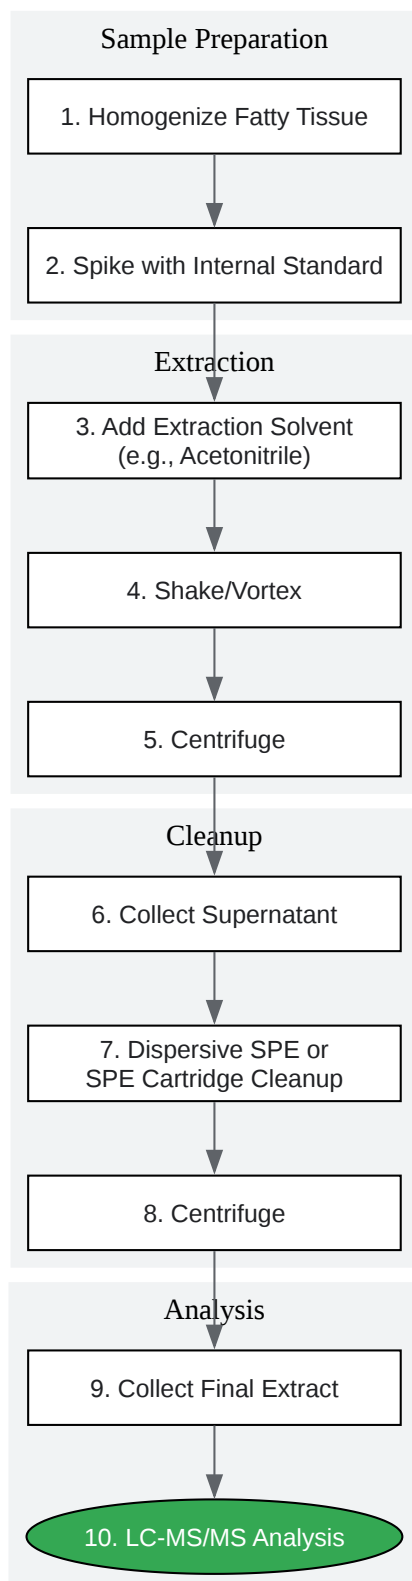 Sample Preparation
1. Homogenize Fatty Tissue
2. Spike with Internal Standard
Extraction
3. Add Extraction Solvent
(e.g., Acetonitrile)
4. Shake/Vortex
5. Centrifuge
Cleanup
6. Collect Supernatant
7. Dispersive SPE or
SPE Cartridge Cleanup
8. Centrifuge
Analysis
9. Collect Final Extract
10. LC-MS/MS Analysis